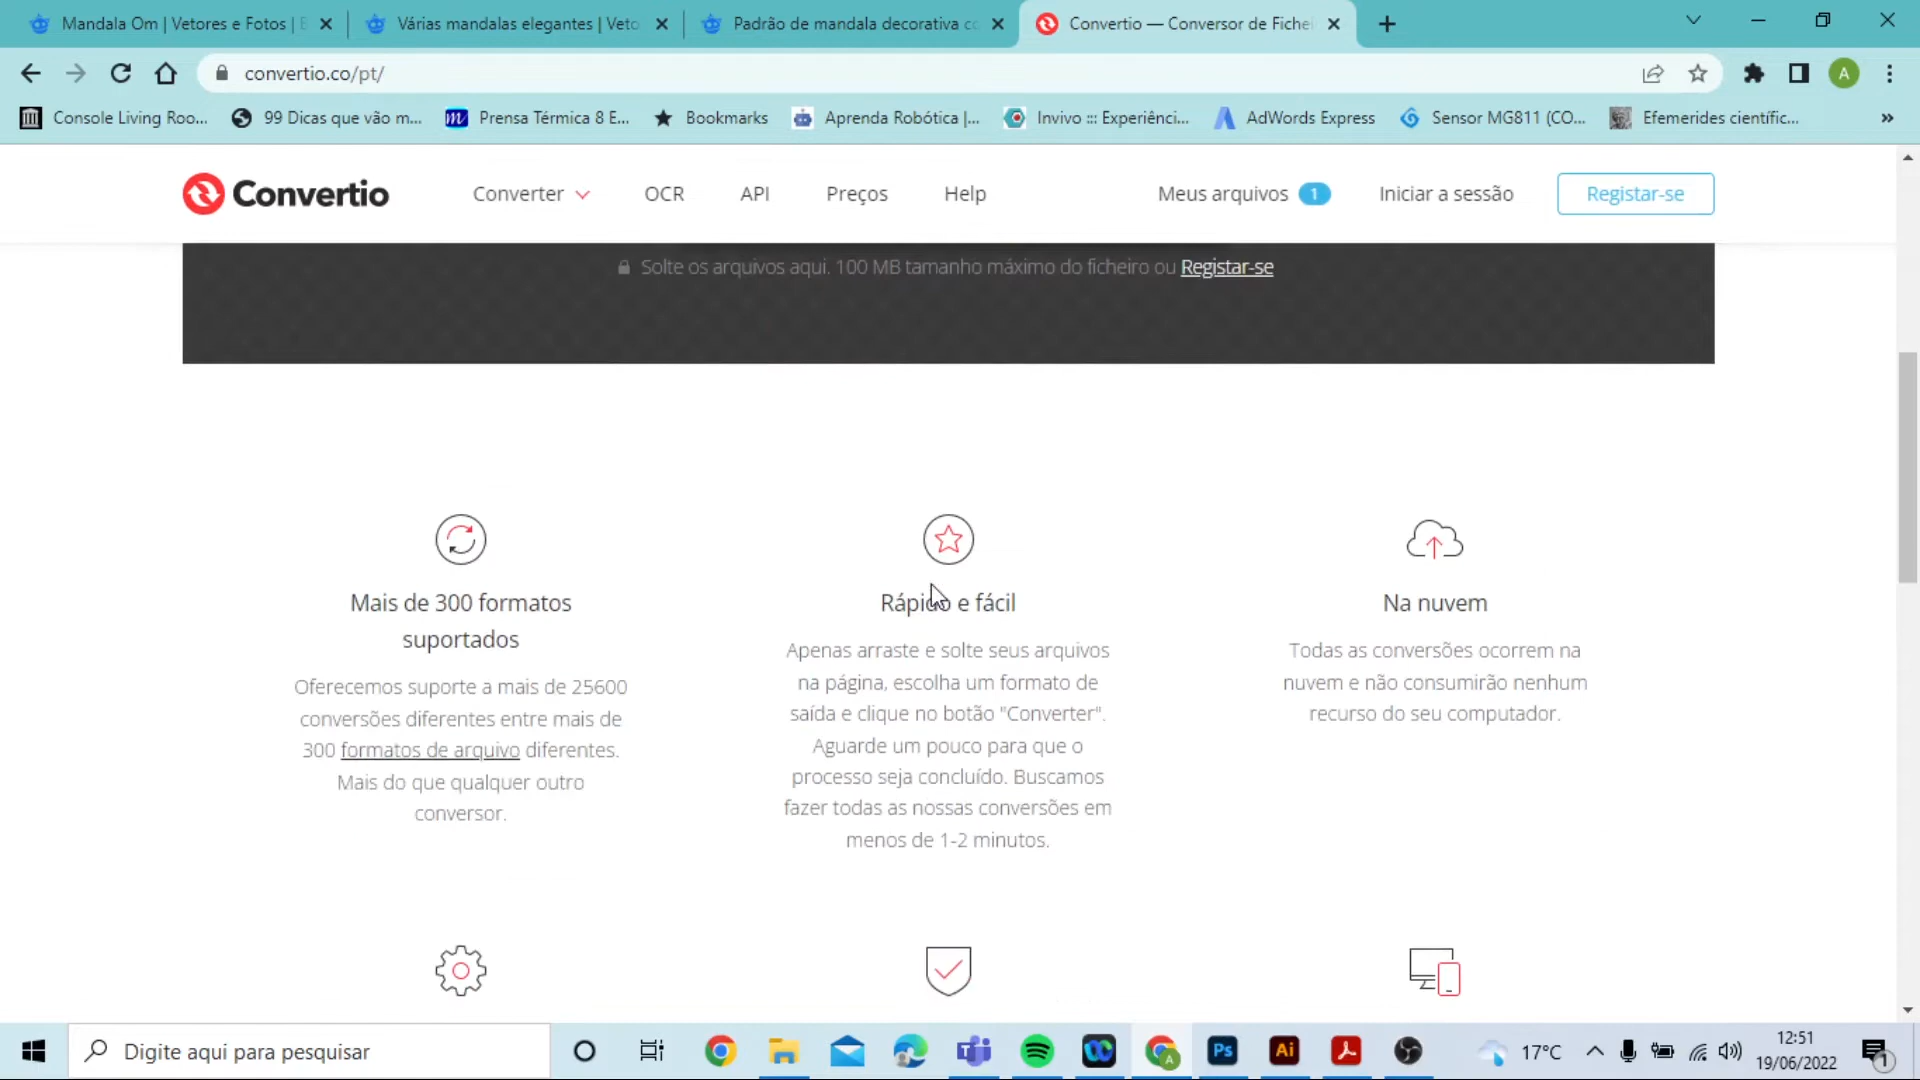 Mandala Om | Vetores e Fotos | B
Várias mandalas elegantes | Veto
Padrão de mandala decorativa co
Convertio — Conversor de Fichei
convertio.co/pt/
A
Console Living Roo...
99 Dicas que vão m...
Prensa Térmica 8 E...
Bookmarks
Aprenda Robótica |...
Invivo ::: Experiênci...
AdWords Express
Sensor MG811 (CO...
Efemerides científic...
»
Convertio
Converter
OCR
API
Preços
Help
Meus arquivos 1
Iniciar a sessão
Registar-se
Solte os arquivos aqui. 100 MB tamanho máximo do ficheiro ou Registar-se
Mais de 300 formatos
suportados
Oferecemos suporte a mais de 25600
conversões diferentes entre mais de
300 formatos de arquivo diferentes.
Mais do que qualquer outro
conversor.
Rápido e fácil
Apenas arraste e solte seus arquivos
na página, escolha um formato de
saída e clique no botão "Converter".
Aguarde um pouco para que o
processo seja concluído. Buscamos
fazer todas as nossas conversões em
menos de 1-2 minutos.
Na nuvem
Todas as conversões ocorrem na
nuvem e não consumirão nenhum
recurso do seu computador.
Digite aqui para pesquisar
Ps
Ai
17°C
12:51
19/06/2022
1